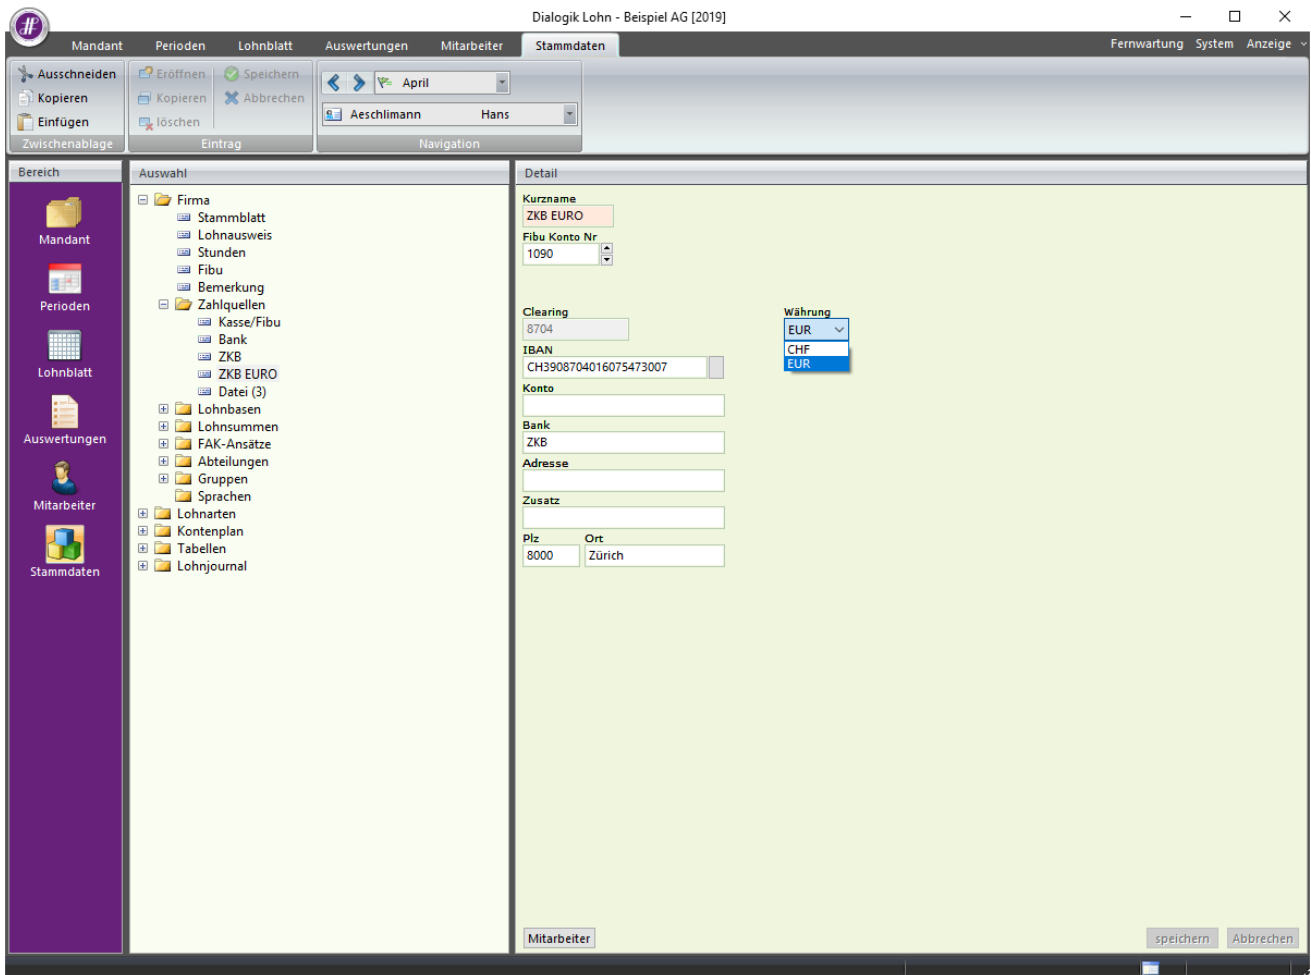 Dialogik Lohn - Beispiel AG [2019]
Mandant Perioden Lohnblatt Auswertungen Mitarbeiter Stammdaten Fernwartung System Anzeige
Ausschneiden Eröffnen Speichern April
Kopieren Kopieren Abbrechen
Einfügen löschen Aeschlimann Hans
Zwischenablage Eintrag Navigation
Bereich
Mandant
Perioden
Lohnblatt
Auswertungen
Mitarbeiter
Stammdaten
Auswahl
Firma
Stammblatt
Lohnausweis
Stunden
Fibu
Bemerkung
Zahlquellen
Kasse/Fibu
Bank
ZKB
ZKB EURO
Datei (3)
Lohnbasen
Lohnsummen
FAK-Ansätze
Abteilungen
Gruppen
Sprachen
Lohnarten
Kontenplan
Tabellen
Lohnjournal
Detail
Kurzname
ZKB EURO
Fibu Konto Nr
1090
Clearing Währung
8704 EUR
CHF
EUR
IBAN
CH3908704016075473007
Konto
Bank
ZKB
Adresse
Zusatz
Plz Ort
8000 Zürich
Mitarbeiter speichern Abbrechen